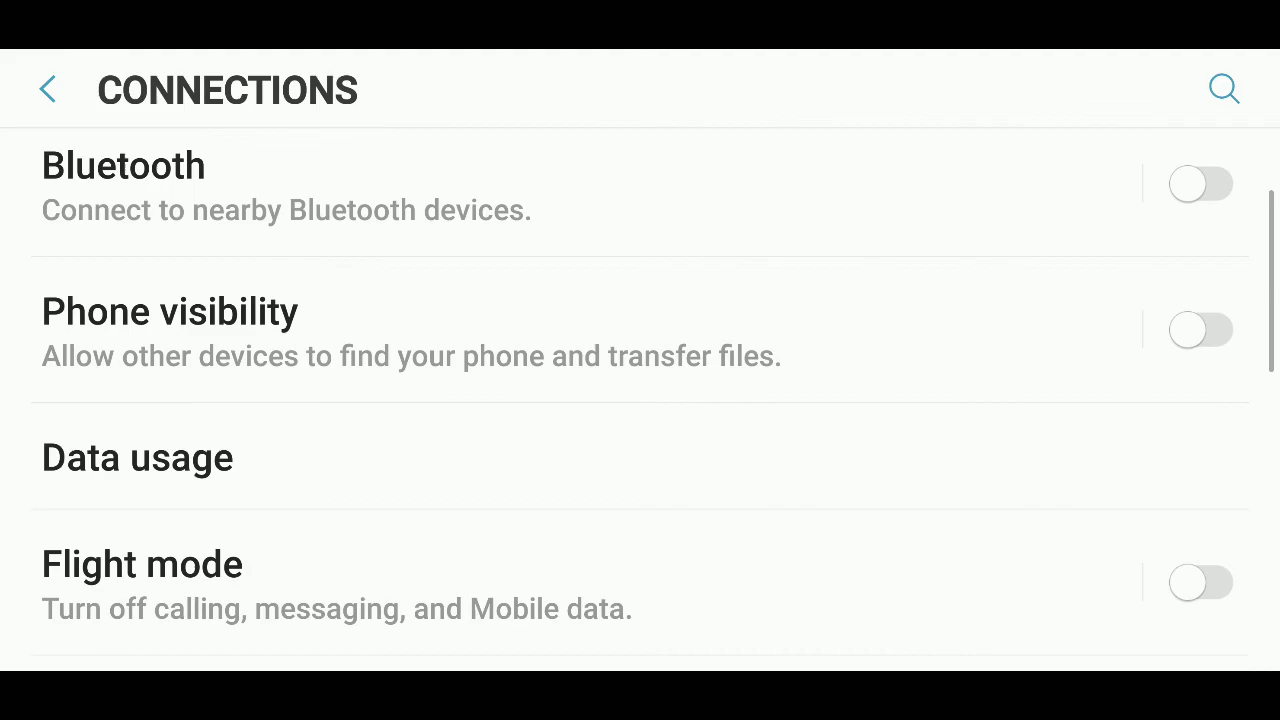 CONNECTIONS
Bluetooth
Connect to nearby Bluetooth devices.
Phone visibility
Allow other devices to find your phone and transfer files.
Data usage
Flight mode
Turn off calling, messaging, and Mobile data.